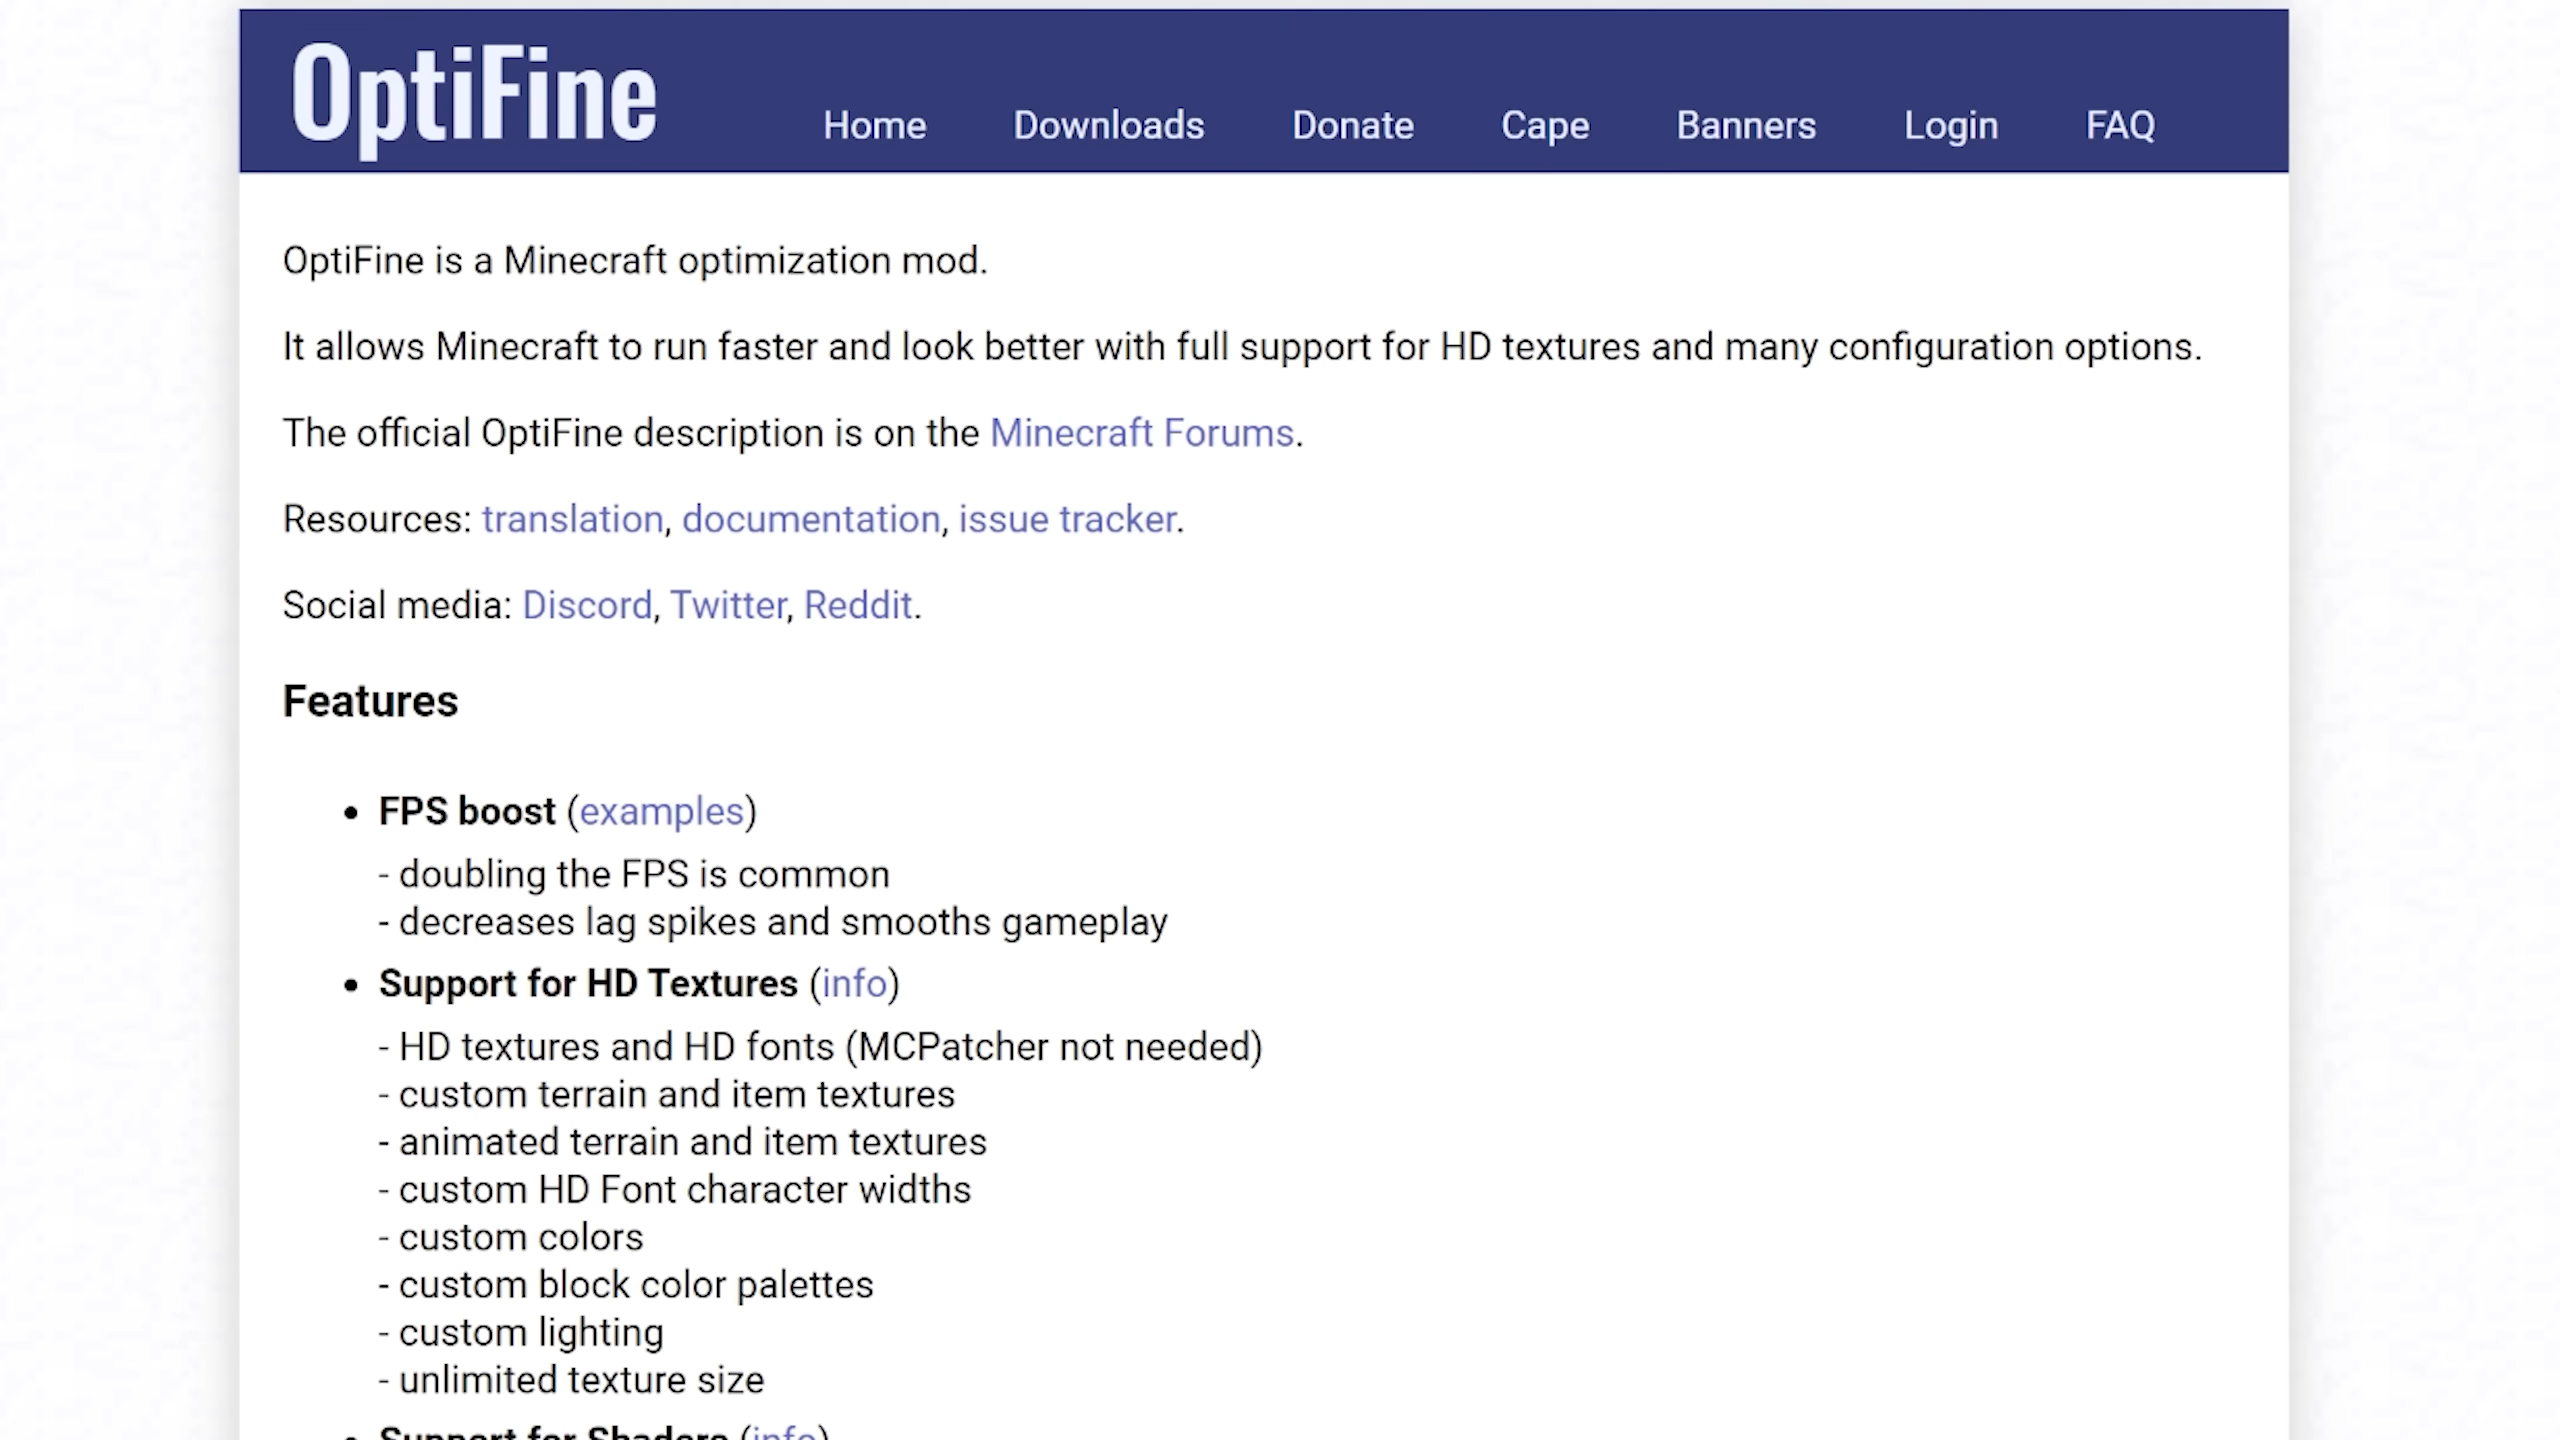 OptiFine
Home Downloads Donate Cape Banners Login FAQ
OptiFine is a Minecraft optimization mod.
It allows Minecraft to run faster and look better with full support for HD textures and many configuration options.
The official OptiFine description is on the Minecraft Forums.
Resources: translation, documentation, issue tracker.
Social media: Discord, Twitter, Reddit.
Features
• FPS boost (examples)
- doubling the FPS is common
- decreases lag spikes and smooths gameplay
• Support for HD Textures (info)
- HD textures and HD fonts (MCPatcher not needed)
- custom terrain and item textures
- animated terrain and item textures
- custom HD Font character widths
- custom colors
- custom block color palettes
- custom lighting
- unlimited texture size
• Support for Shaders (info)